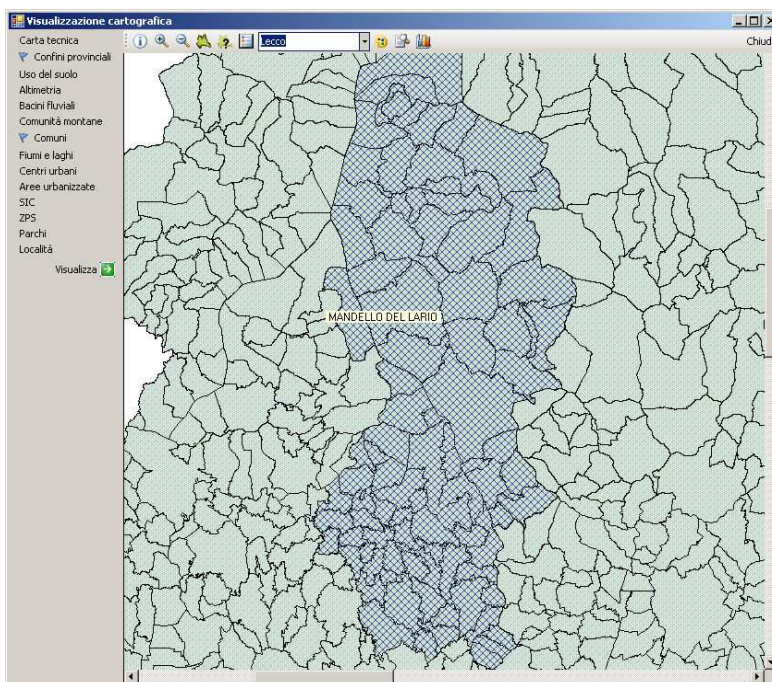 Visualizzazione cartografica
Lecco
Chiud
Carta tecnica
Confini provinciali
Uso del suolo
Altimetria
Bacini fluviali
Comunità montane
Comuni
Fiumi e laghi
Centri urbani
Aree urbanizzate
SIC
ZPS
Parchi
Località
Visualizza
MANDELLO DEL LARIO